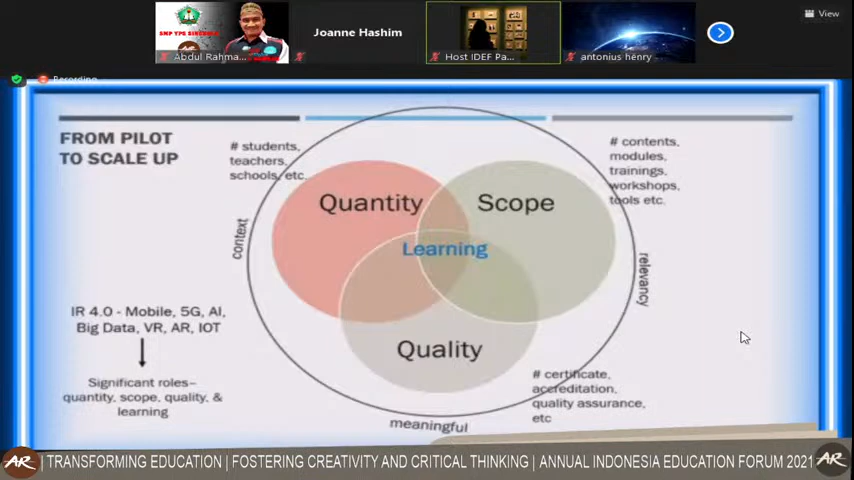 View
SMP YPS SINGKOLE
Abdul Rahma...
Joanne Hashim
Host IDEF Pa...
antonius henry
Recording
FROM PILOT
TO SCALE UP
# students,
teachers,
schools, etc.
# contents,
modules,
trainings,
workshops,
tools etc.
Quantity
Scope
Learning
context
relevancy
IR 4.0 - Mobile, 5G, AI,
Big Data, VR, AR, IOT
Quality
Significant roles–
quantity, scope, quality, &
learning
# certificate,
accreditation,
quality assurance,
etc
meaningful
AR | TRANSFORMING EDUCATION | FOSTERING CREATIVITY AND CRITICAL THINKING | ANNUAL INDONESIA EDUCATION FORUM 2021 AR